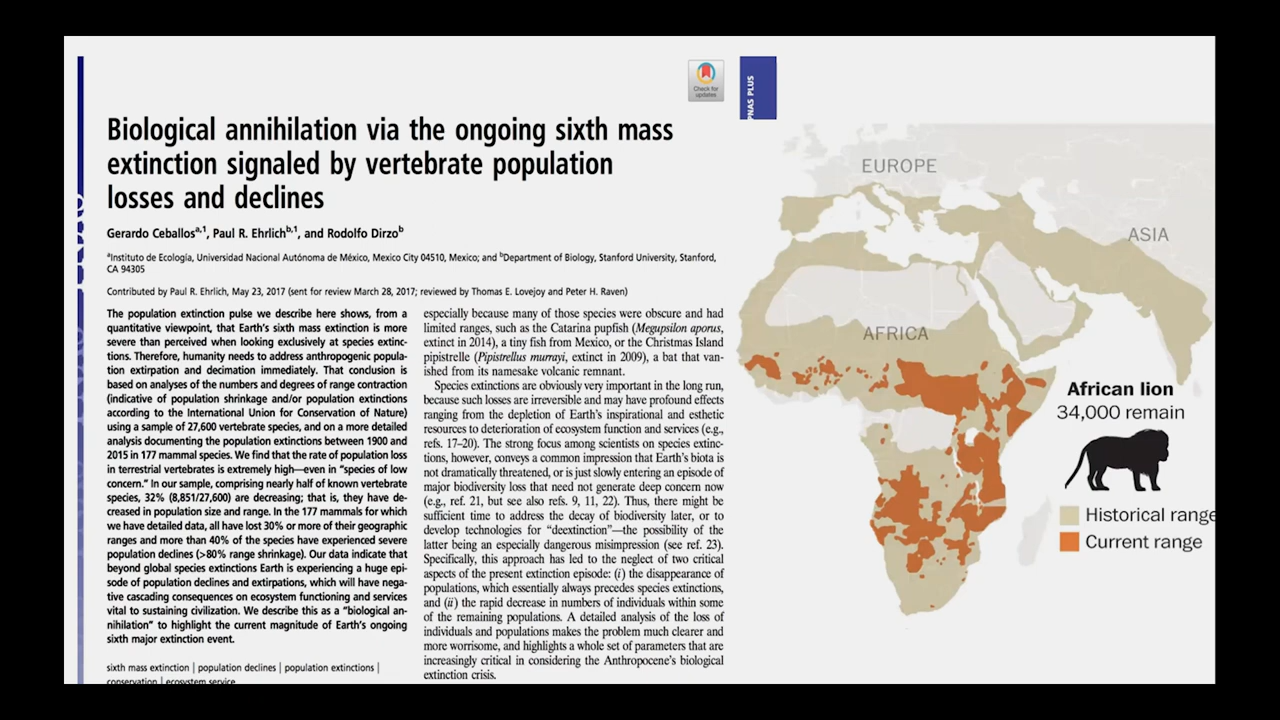 Check for
updates
PNAS PLUS
Biological annihilation via the ongoing sixth mass
extinction signaled by vertebrate population
losses and declines
Gerardo Ceballosa,1, Paul R. Ehrlichb,1, and Rodolfo Dirzob
aInstituto de Ecología, Universidad Nacional Autónoma de México, Mexico City 04510, Mexico; and bDepartment of Biology, Stanford University, Stanford,
CA 94305
Contributed by Paul R. Ehrlich, May 23, 2017 (sent for review March 28, 2017; reviewed by Thomas E. Lovejoy and Peter H. Raven)
The population extinction pulse we describe here shows, from a
quantitative viewpoint, that Earth's sixth mass extinction is more
severe than perceived when looking exclusively at species extinc-
tions. Therefore, humanity needs to address anthropogenic popula-
tion extirpation and decimation immediately. That conclusion is
based on analyses of the numbers and degrees of range contraction
(indicative of population shrinkage and/or population extinctions
according to the International Union for Conservation of Nature)
using a sample of 27,600 vertebrate species, and on a more detailed
analysis documenting the population extinctions between 1900 and
2015 in 177 mammal species. We find that the rate of population loss
in terrestrial vertebrates is extremely high—even in "species of low
concern." In our sample, comprising nearly half of known vertebrate
species, 32% (8,851/27,600) are decreasing; that is, they have de-
creased in population size and range. In the 177 mammals for which
we have detailed data, all have lost 30% or more of their geographic
ranges and more than 40% of the species have experienced severe
population declines (>80% range shrinkage). Our data indicate that
beyond global species extinctions Earth is experiencing a huge epi-
sode of population declines and extirpations, which will have nega-
tive cascading consequences on ecosystem functioning and services
vital to sustaining civilization. We describe this as a "biological an-
nihilation" to highlight the current magnitude of Earth's ongoing
sixth major extinction event.
sixth mass extinction | population declines | population extinctions |
conservation | ecosystem service
especially because many of those species were obscure and had
limited ranges, such as the Catarina pupfish (Megupsilon aporus,
extinct in 2014), a tiny fish from Mexico, or the Christmas Island
pipistrelle (Pipistrellus murrayi, extinct in 2009), a bat that van-
ished from its namesake volcanic remnant.
Species extinctions are obviously very important in the long run,
because such losses are irreversible and may have profound effects
ranging from the depletion of Earth's inspirational and esthetic
resources to deterioration of ecosystem function and services (e.g.,
refs. 17–20). The strong focus among scientists on species extinc-
tions, however, conveys a common impression that Earth's biota is
not dramatically threatened, or is just slowly entering an episode of
major biodiversity loss that need not generate deep concern now
(e.g., ref. 21, but see also refs. 9, 11, 22). Thus, there might be
sufficient time to address the decay of biodiversity later, or to
develop technologies for "deextinction"—the possibility of the
latter being an especially dangerous misimpression (see ref. 23).
Specifically, this approach has led to the neglect of two critical
aspects of the present extinction episode: (i) the disappearance of
populations, which essentially always precedes species extinctions,
and (ii) the rapid decrease in numbers of individuals within some
of the remaining populations. A detailed analysis of the loss of
individuals and populations makes the problem much clearer and
more worrisome, and highlights a whole set of parameters that are
increasingly critical in considering the Anthropocene's biological
extinction crisis.
EUROPE
ASIA
AFRICA
African lion
34,000 remain
Historical range
Current range